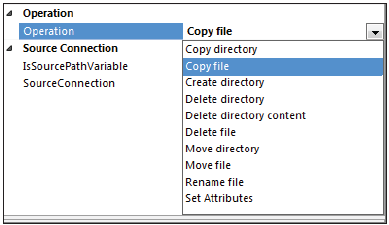 Operation
Operation Copy file
Source Connection Copy directory
IsSourcePathVariable Copy file
SourceConnection Create directory
Delete directory
Delete directory content
Delete file
Move directory
Move file
Rename file
Set Attributes